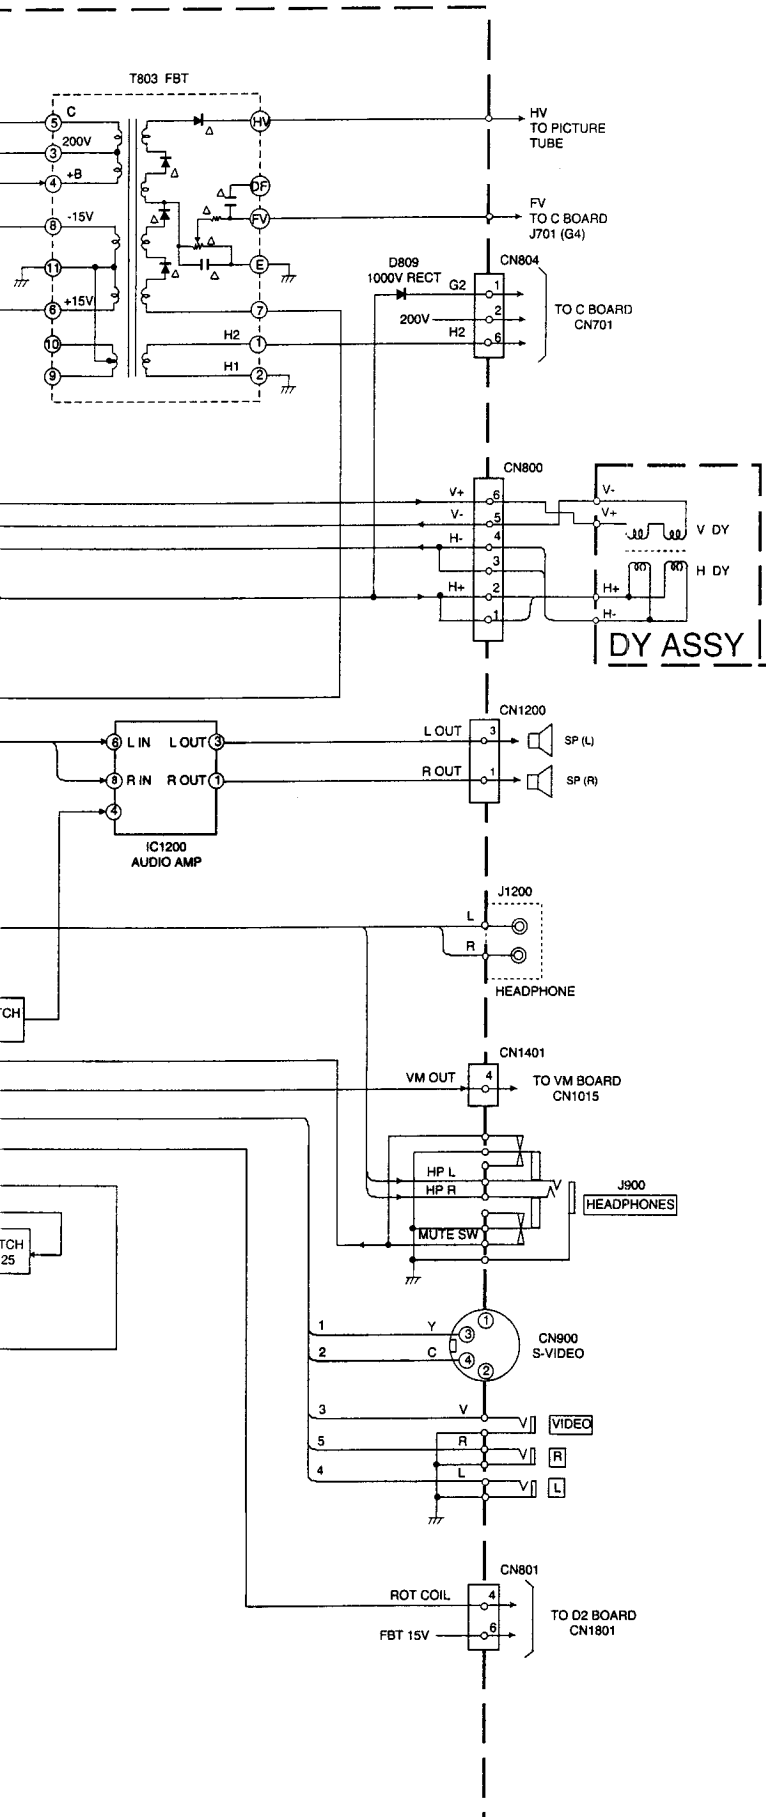 T803 FBT
5 C
3 200V
4 +B
8 -15V
11
6 +15V
10
9
HV
DF
FV
E
7
H2 1
H1 2
HV
TO PICTURE
TUBE
FV
TO C BOARD
J701 (G4)
D809
1000V RECT
CN804
G2 1
200V 2
H2 6
TO C BOARD
CN701
CN800
V+ 6
V- 5
H- 4
3
H+ 2
1
V-
V+
V DY
H DY
H+
H-
DY ASSY
CN1200
6 L IN L OUT 3
8 R IN R OUT 1
4
IC1200
AUDIO AMP
L OUT 3
R OUT 1
SP (L)
SP (R)
J1200
L
R
HEADPHONE
TCH
CN1401
VM OUT 4
TO VM BOARD
CN1015
HP L
HP R
MUTE SW
J900
HEADPHONES
TCH
25
1 Y 3
2 C 4
1
2
CN900
S-VIDEO
3 V VIDEO
5 R R
4 L L
CN801
ROT COIL 4
FBT 15V 6
TO D2 BOARD
CN1801